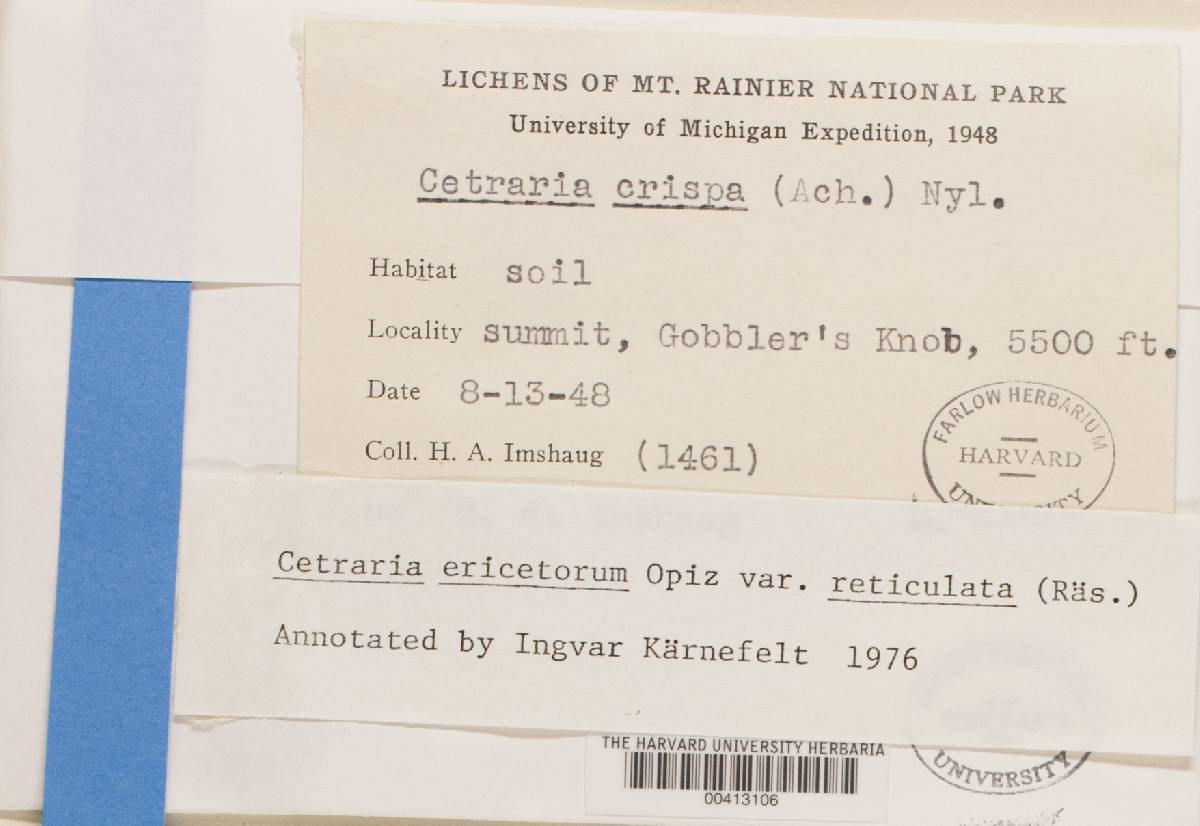 LICHENS OF MT. RAINIER NATIONAL PARK
University of Michigan Expedition, 1948
Cetraria crispa (Ach.) Nyl.
Habitat soil
Locality summit, Gobbler's Knob, 5500 ft.
Date 8-13-48
Coll. H. A. Imshaug (1461)
FARLOW HERBARIUM
HARVARD
UNIVERSITY
Cetraria ericetorum Opiz var. reticulata (Räs.)
Annotated by Ingvar Kärnefelt 1976
THE HARVARD UNIVERSITY HERBARIA
00413106
UNIVERSITY